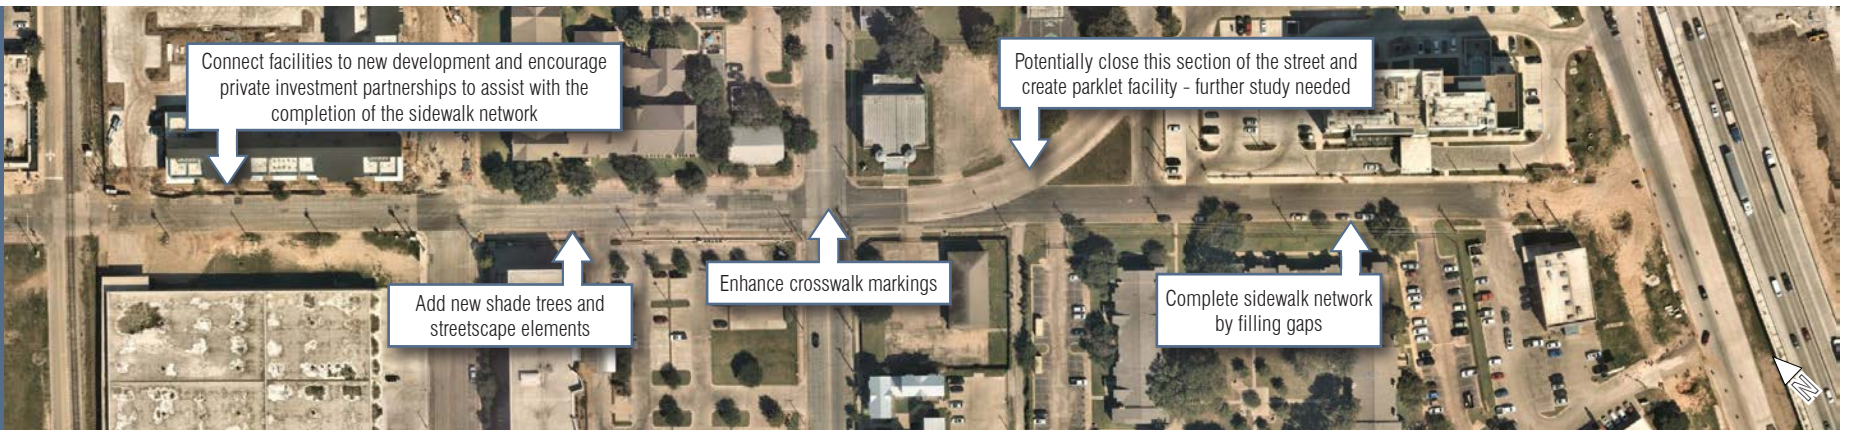 Connect facilities to new development and encourage
private investment partnerships to assist with the
completion of the sidewalk network
Potentially close this section of the street and
create parklet facility - further study needed
Add new shade trees and
streetscape elements
Enhance crosswalk markings
Complete sidewalk network
by filling gaps
N